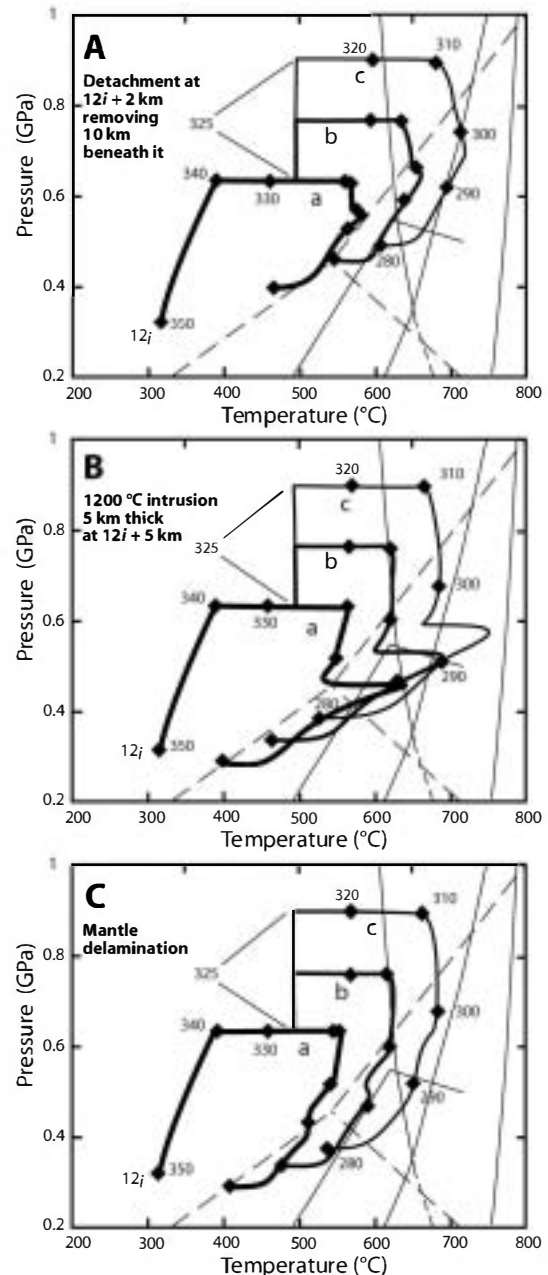 A
Detachment at
12i + 2 km
removing
10 km
beneath it
Pressure (GPa)
1
0.8
0.6
0.4
0.2
320
310
c
325
b
300
340
330
a
290
280
12i
350
200 300 400 500 600 700 800
Temperature (°C)
B
1200 °C intrusion
5 km thick
at 12i + 5 km
Pressure (GPa)
1
0.8
0.6
0.4
0.2
320
310
c
325
b
300
340
330
a
290
280
12i
350
200 300 400 500 600 700 800
Temperature (°C)
C
Mantle
delamination
Pressure (GPa)
1
0.8
0.6
0.4
0.2
320
310
c
325
b
300
340
330
a
290
280
12i
350
200 300 400 500 600 700 800
Temperature (°C)